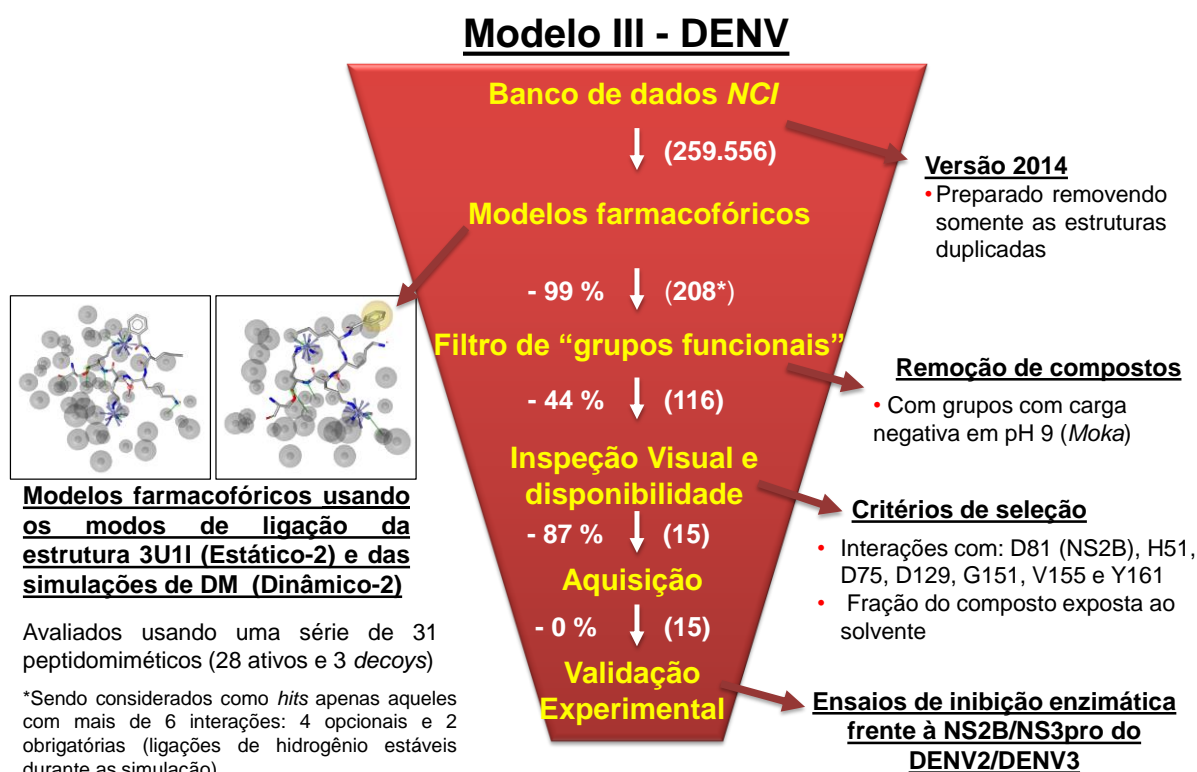 Modelo III - DENV
Banco de dados NCI
(259.556)
Versão 2014
• Preparado removendo
somente as estruturas
duplicadas
Modelos farmacofóricos
- 99 % (208*)
Filtro de “grupos funcionais”
Remoção de compostos
• Com grupos com carga
negativa em pH 9 (Moka)
- 44 % (116)
Inspeção Visual e
disponibilidade
Critérios de seleção
• Interações com: D81 (NS2B), H51,
D75, D129, G151, V155 e Y161
• Fração do composto exposta ao
solvente
- 87 % (15)
Aquisição
- 0 % (15)
Validação
Experimental
Ensaios de inibição enzimática
frente à NS2B/NS3pro do
DENV2/DENV3
Modelos farmacofóricos usando
os modos de ligação da
estrutura 3U1I (Estático-2) e das
simulações de DM (Dinâmico-2)
Avaliados usando uma série de 31
peptidomiméticos (28 ativos e 3 decoys)
*Sendo considerados como hits apenas aqueles
com mais de 6 interações: 4 opcionais e 2
obrigatórias (ligações de hidrogênio estáveis
durante as simulação)